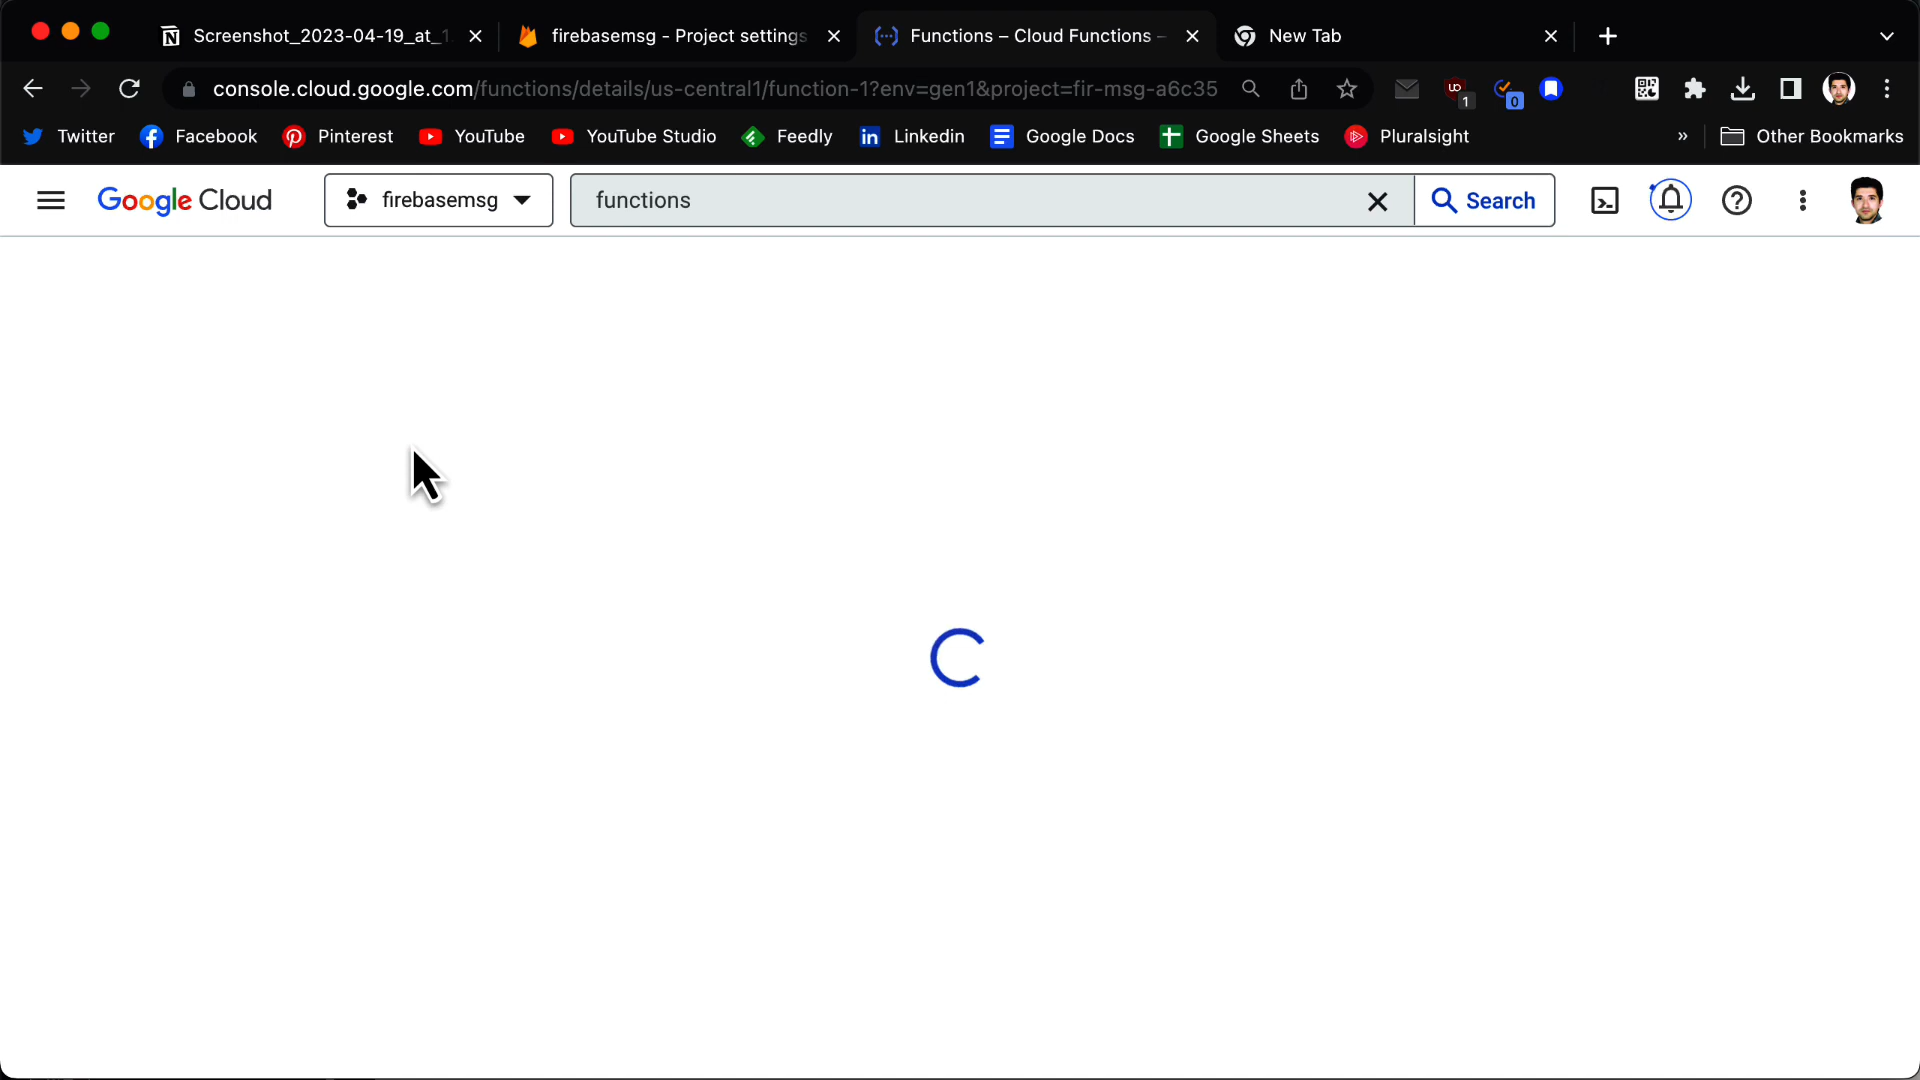 Screenshot_2023-04-19_at_1
firebasemsg - Project settings
Functions – Cloud Functions –
New Tab
console.cloud.google.com/functions/details/us-central1/function-1?env=gen1&project=fir-msg-a6c35
1
0
Twitter
Facebook
Pinterest
YouTube
YouTube Studio
Feedly
Linkedin
Google Docs
Google Sheets
Pluralsight
»
Other Bookmarks
Google Cloud
firebasemsg
functions
Search